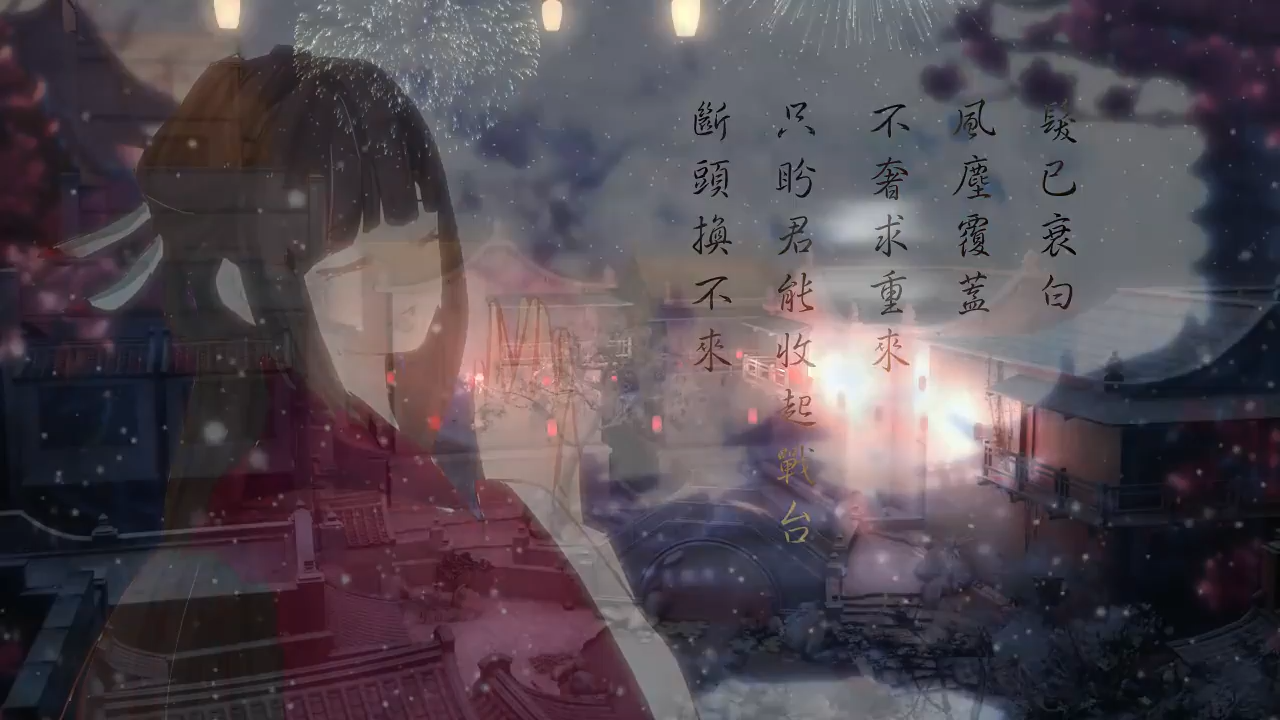 髮已衰白
風塵覆蓋
不奢求重來
只盼君能收起戰台
斷頭換不來